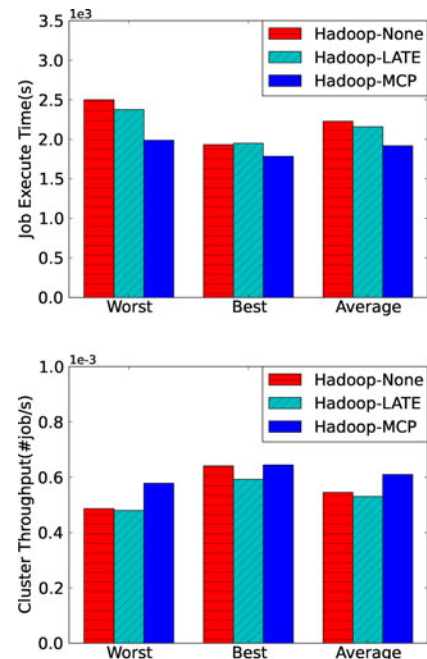 1e3
3.5
3.0
2.5
2.0
1.5
1.0
0.5
0.0
Job Execute Time(s)
Hadoop-None
Hadoop-LATE
Hadoop-MCP
Worst Best Average
1e-3
1.0
0.8
0.6
0.4
0.2
0.0
Cluster Throughput(#job/s)
Hadoop-None
Hadoop-LATE
Hadoop-MCP
Worst Best Average